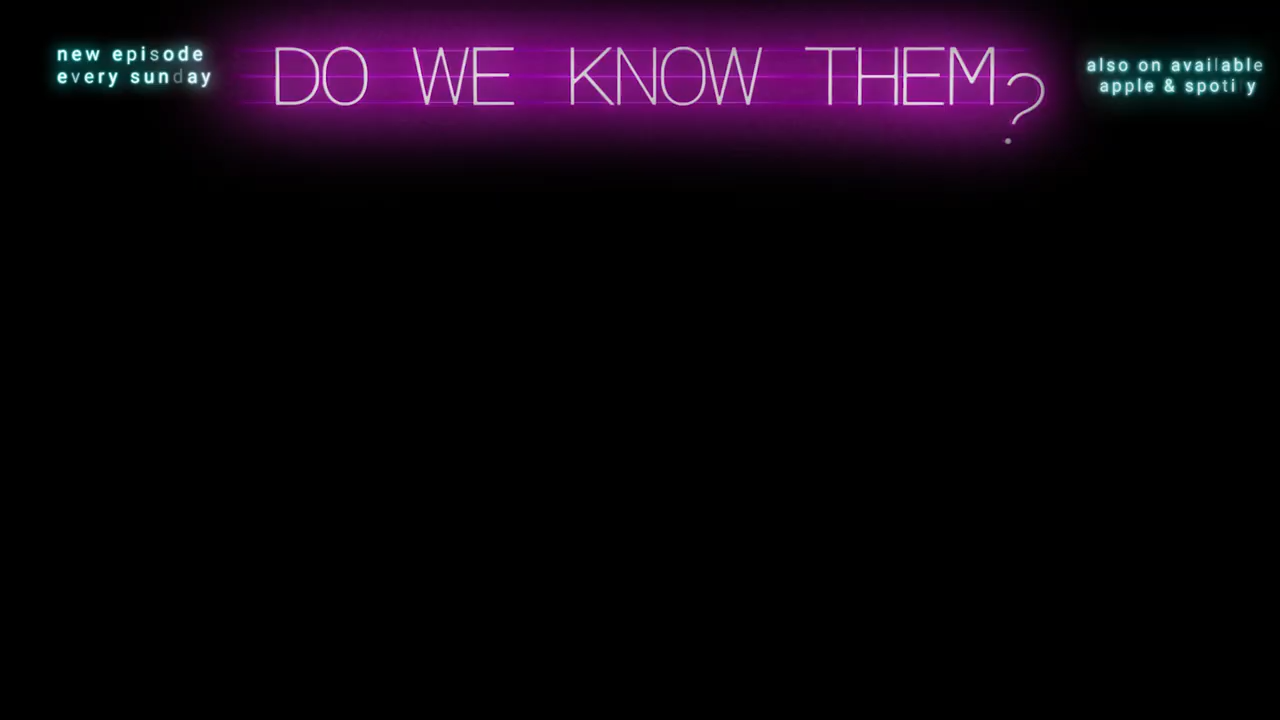 new episode
every sunday
DO WE KNOW THEM?
also on available
apple & spotify